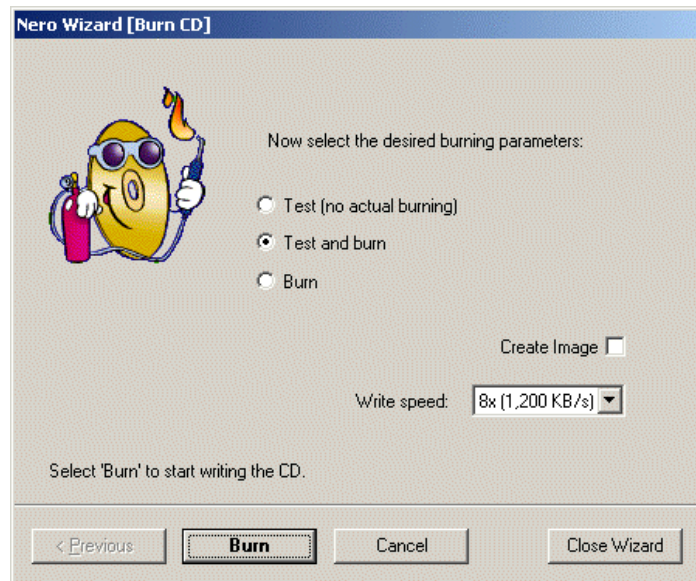 Nero Wizard [Burn CD]
Now select the desired burning parameters:
Test (no actual burning)
Test and burn
Burn
Create Image
Write speed: 8x (1,200 KB/s)
Select 'Burn' to start writing the CD.
< Previous Burn Cancel Close Wizard